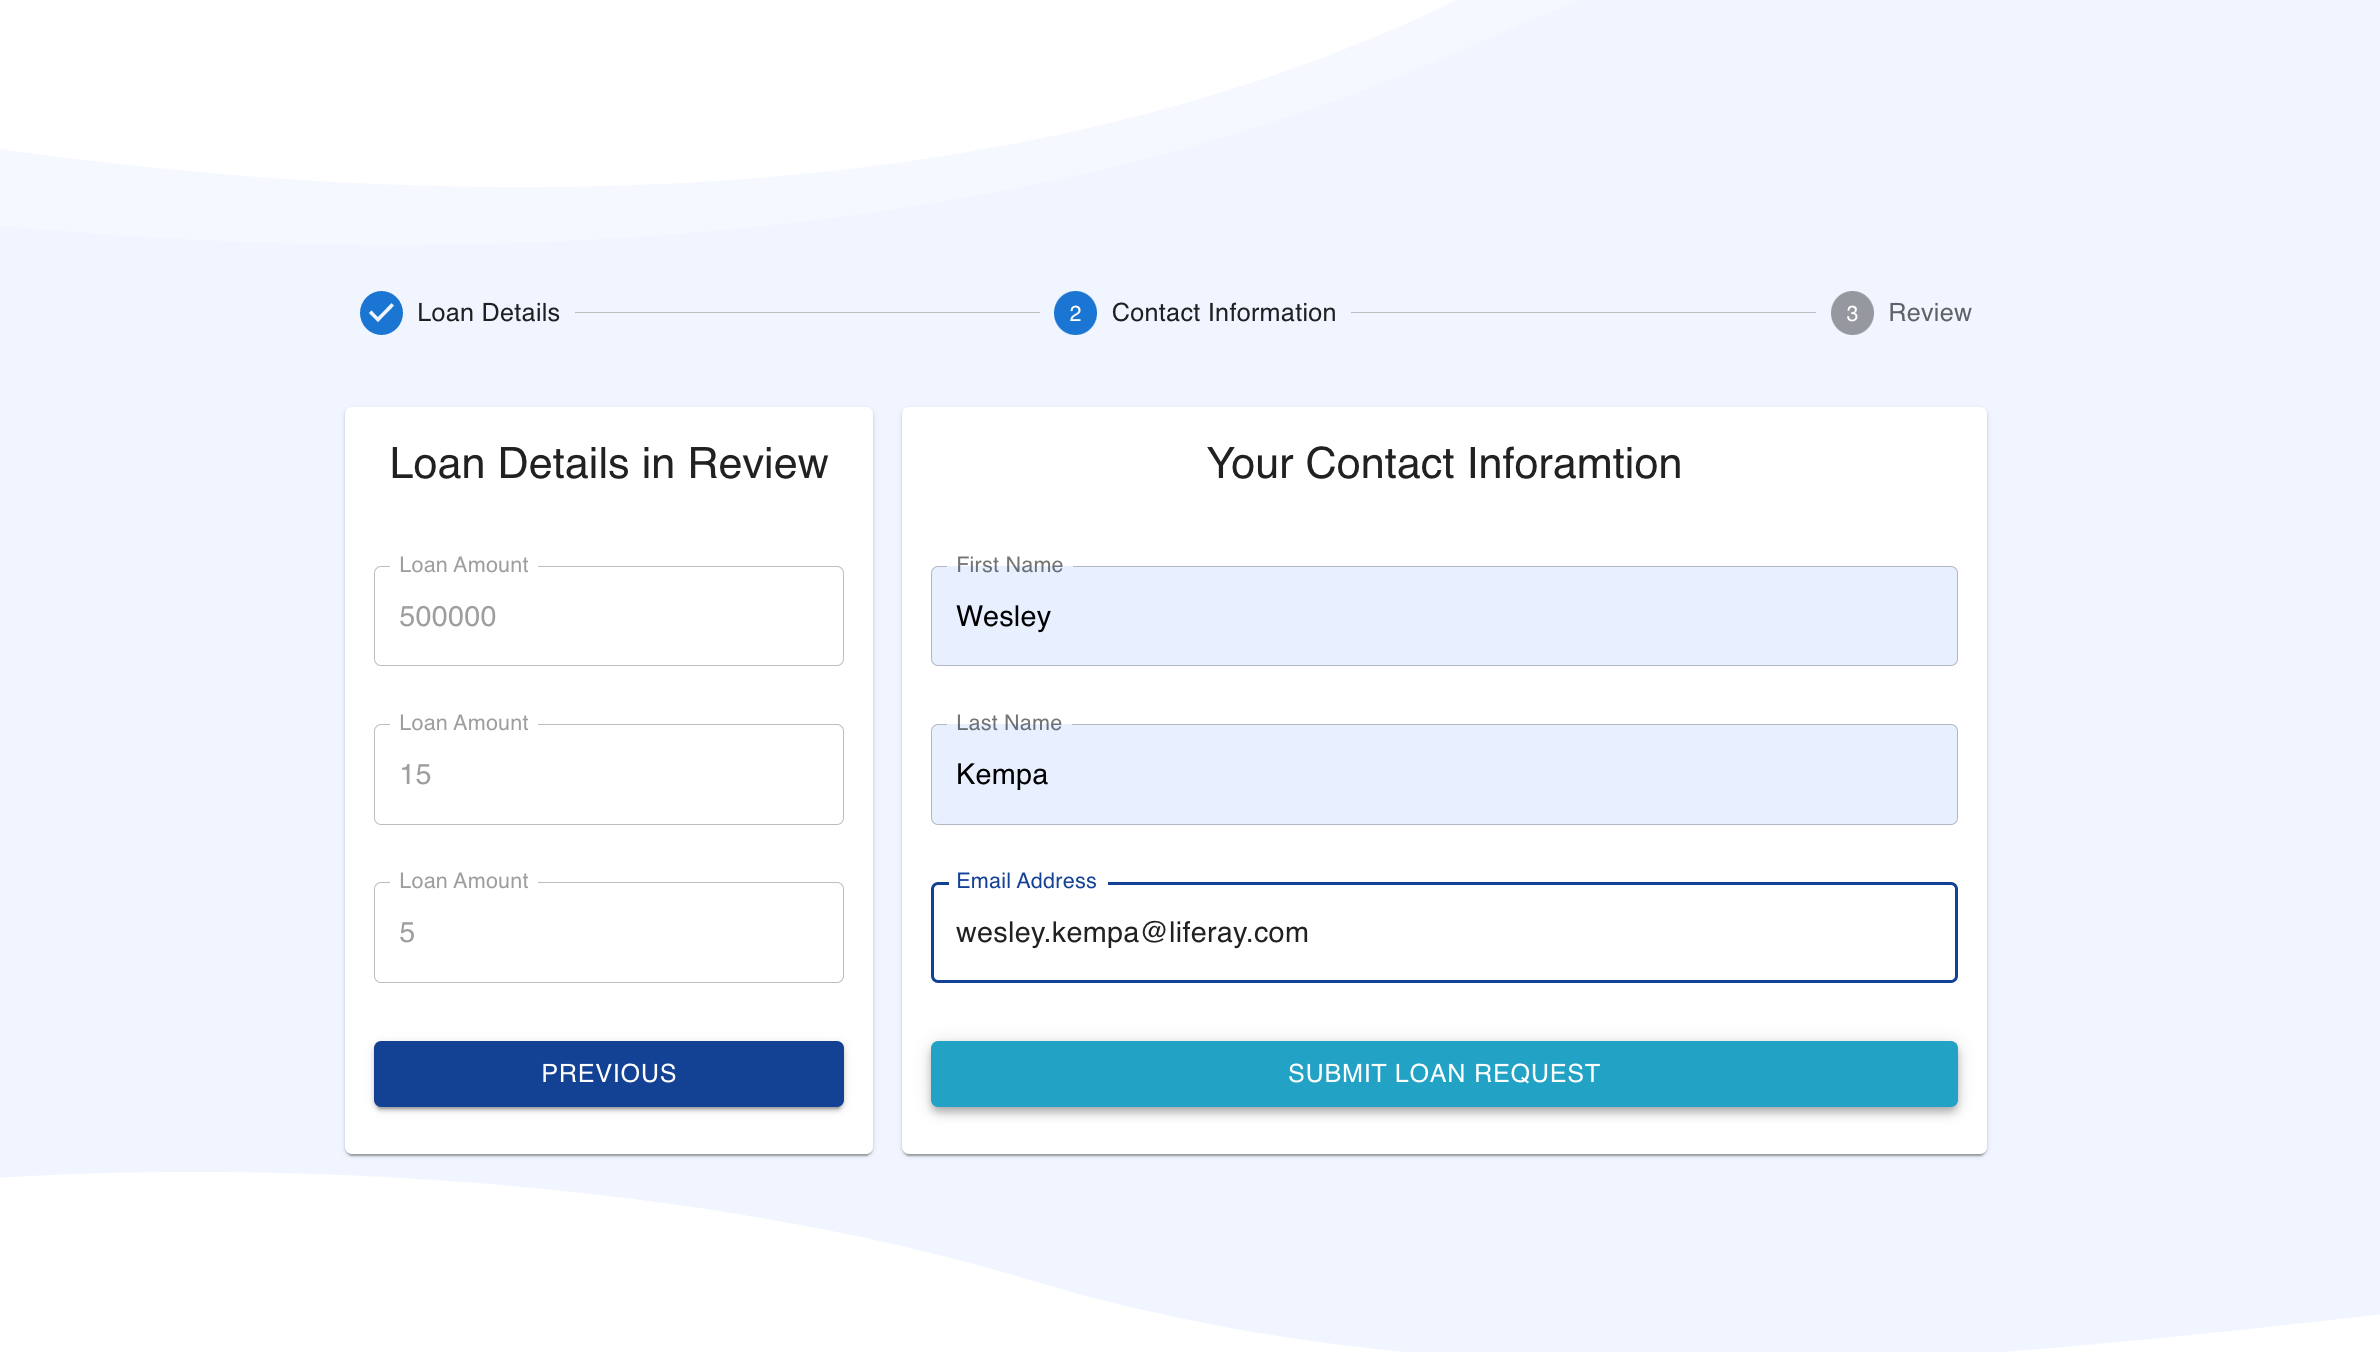 Loan Details
2 Contact Information
3 Review
Loan Details in Review
Loan Amount
500000
Loan Amount
15
Loan Amount
5
PREVIOUS
Your Contact Inforamtion
First Name
Wesley
Last Name
Kempa
Email Address
wesley.kempa@liferay.com
SUBMIT LOAN REQUEST